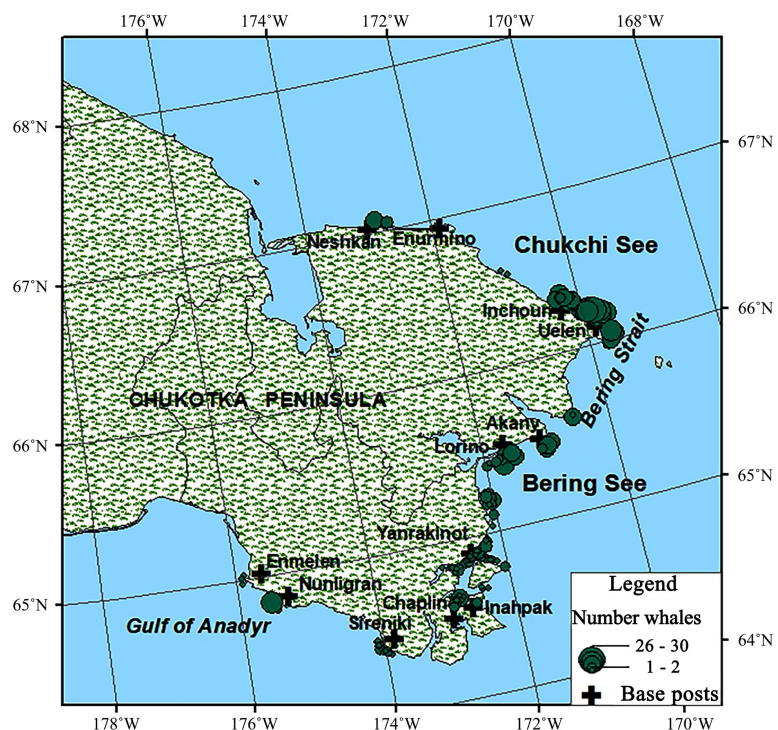 176°W 174°W 172°W 170°W 168°W
68°N
67°N
Neshkan Enurmino
Chukchi See
67°N
Inchoun
66°N
Uelen
Bering Strait
CHUKOTKA PENINSULA
Akany
66°N
Lorino
Bering See
65°N
Yanrakinot
Enmelen
Nunligran
65°N
Chaplin
Inahpak
Gulf of Anadyr
Sireniki
64°N
Legend
Number whales
26 - 30
1 - 2
Base posts
178°W 176°W 174°W 172°W 170°W